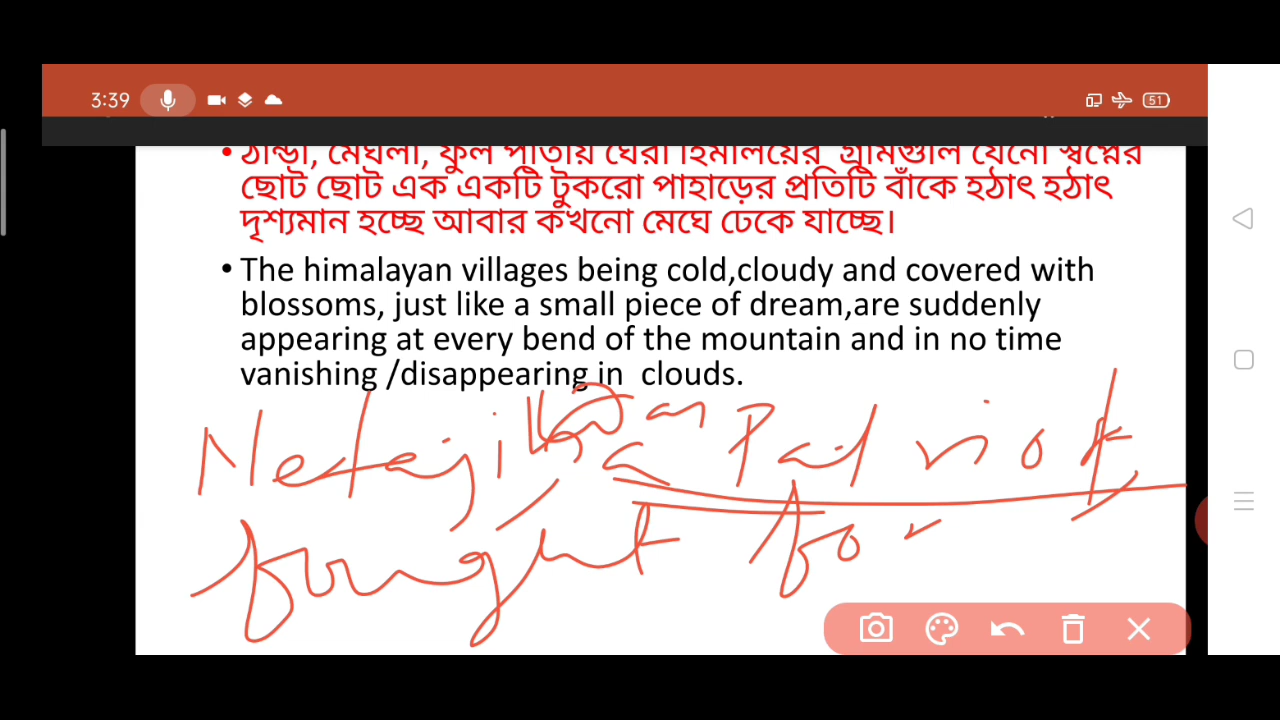 3:39
51
• ঠান্ডা, মেঘলা, ফুল পাতায় ঘেরা হিমালয়ের গ্রামগুলি যেনো স্বপ্নের
ছোট ছোট এক একটি টুকরো পাহাড়ের প্রতিটি বাঁকে হঠাৎ হঠাৎ
দৃশ্যমান হচ্ছে আবার কখনো মেঘে ঢেকে যাচ্ছে।
• The himalayan villages being cold,cloudy and covered with
blossoms, just like a small piece of dream,are suddenly
appearing at every bend of the mountain and in no time
vanishing /disappearing in clouds.
Netaji a Patriot
fought for